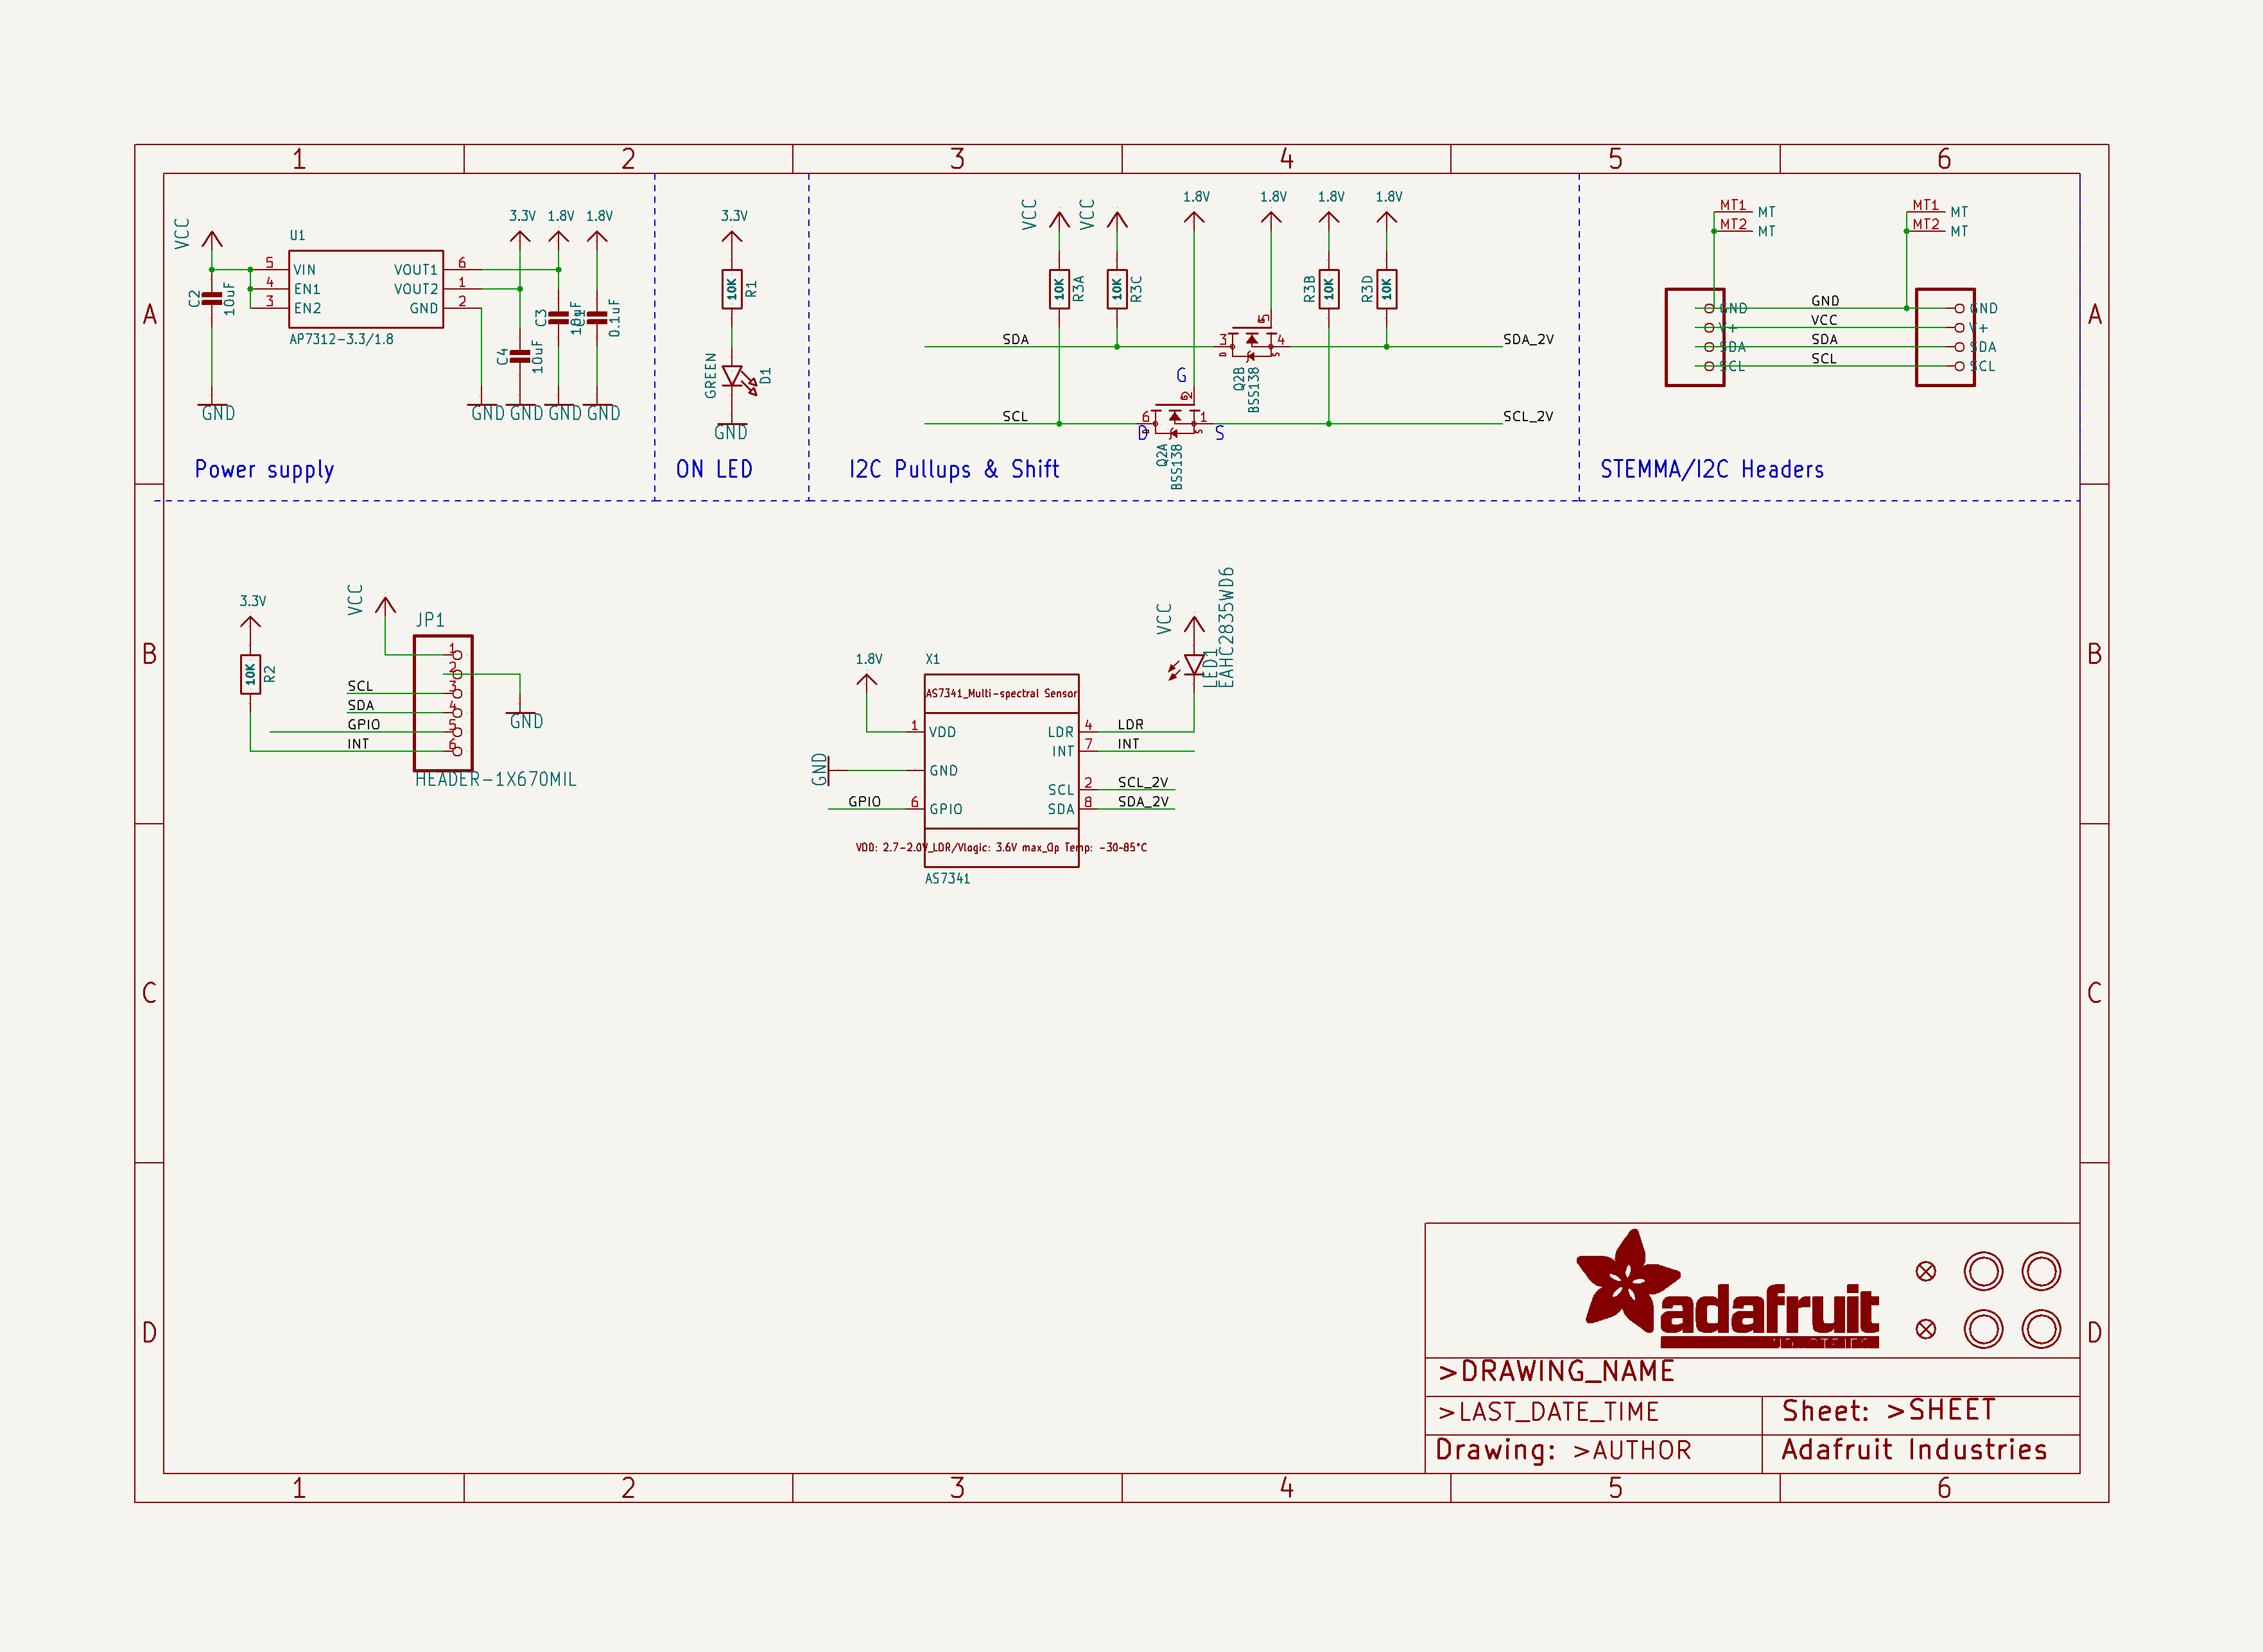 1 2 3 4 5 6
A
A
VCC
C2
10uF
GND
U1
5 VIN
4 EN1
3 EN2
VOUT1 6
VOUT2 1
GND 2
AP7312-3.3/1.8
3.3V 1.8V 1.8V
C3
10uF
0.1uF
C4
10uF
GND GND GND GND
Power supply
3.3V
10K
R1
GREEN
D1
GND
ON LED
VCC
VCC
1.8V
1.8V
1.8V
1.8V
10K
R3A
10K
R3C
R3B
10K
R3D
10K
SDA
3
D
5
G
4
S
SDA_2V
Q2B
BSS138
G
2
G
SCL
6
D
D
1
S
S
SCL_2V
Q2A
BSS138
I2C Pullups & Shift
MT1 MT
MT2 MT
MT1 MT
MT2 MT
GND
V+
SDA
SCL
GND
VCC
SDA
SCL
GND
V+
SDA
SCL
STEMMA/I2C Headers
B
B
3.3V
10K
R2
VCC
JP1
1
2
3
4
5
6
SCL
SDA
GPIO
INT
GND
HEADER-1X670MIL
1.8V
X1
AS7341_Multi-spectral Sensor
1 VDD
GND
GND
GPIO 6 GPIO
LDR 4 LDR
INT 7 INT
SCL 2 SCL_2V
SDA 8 SDA_2V
VDD: 2.7-2.0V_LDR/Vlogic: 3.6V max_Op Temp: -30-85°C
AS7341
VCC
LED1
EAHC2835WD6
C
C
D
D
adafruit
>DRAWING_NAME
>LAST_DATE_TIME
Sheet: >SHEET
Drawing: >AUTHOR
Adafruit Industries
1 2 3 4 5 6